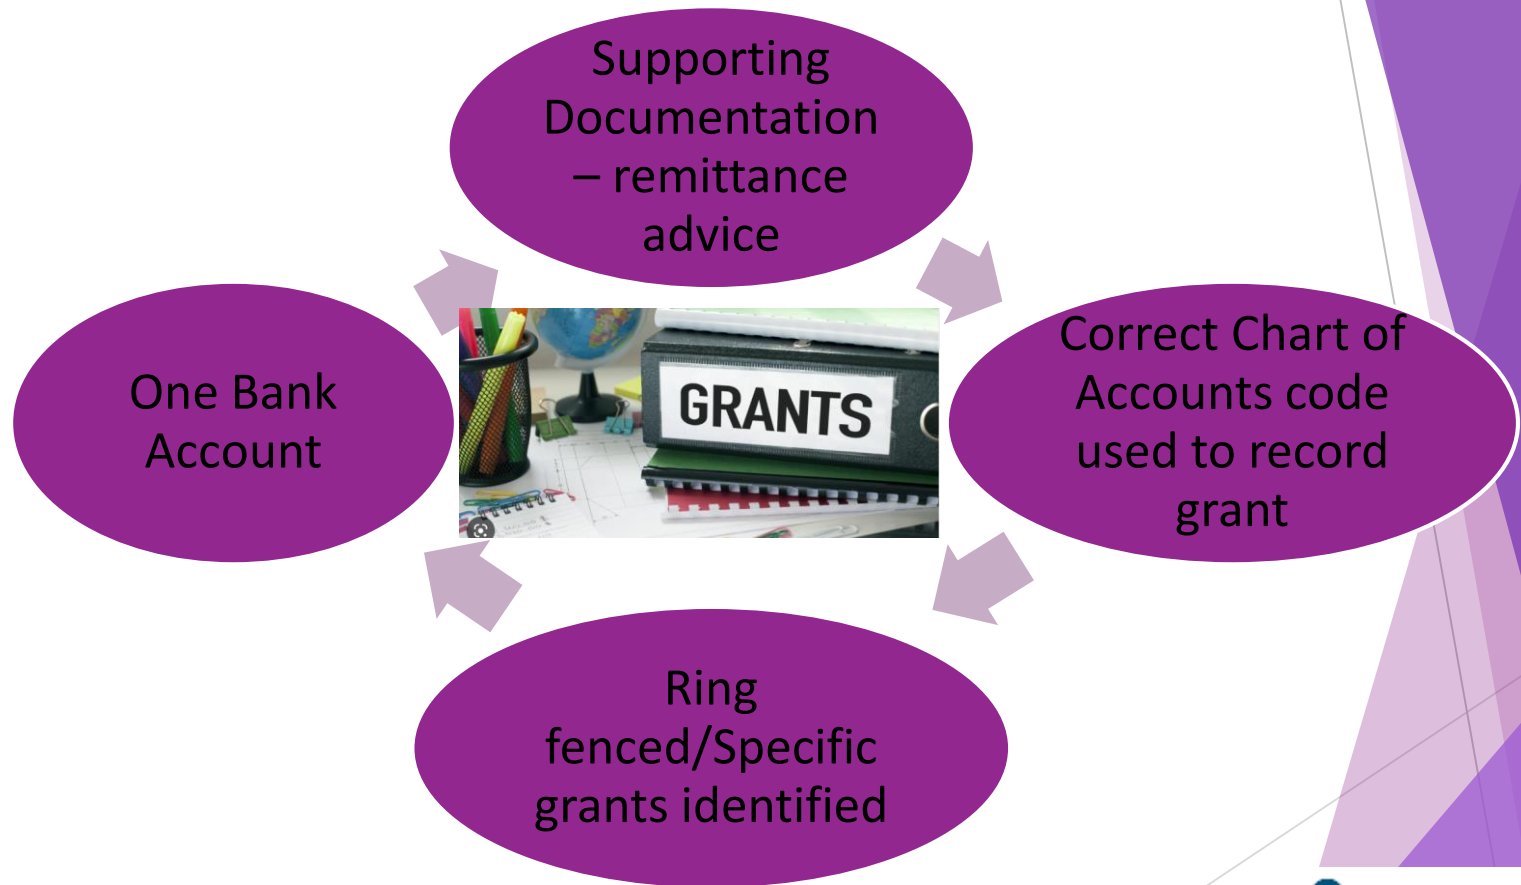 Supporting
Documentation
– remittance
advice
One Bank
Account
GRANTS
Correct Chart of
Accounts code
used to record
grant
Ring
fenced/Specific
grants identified